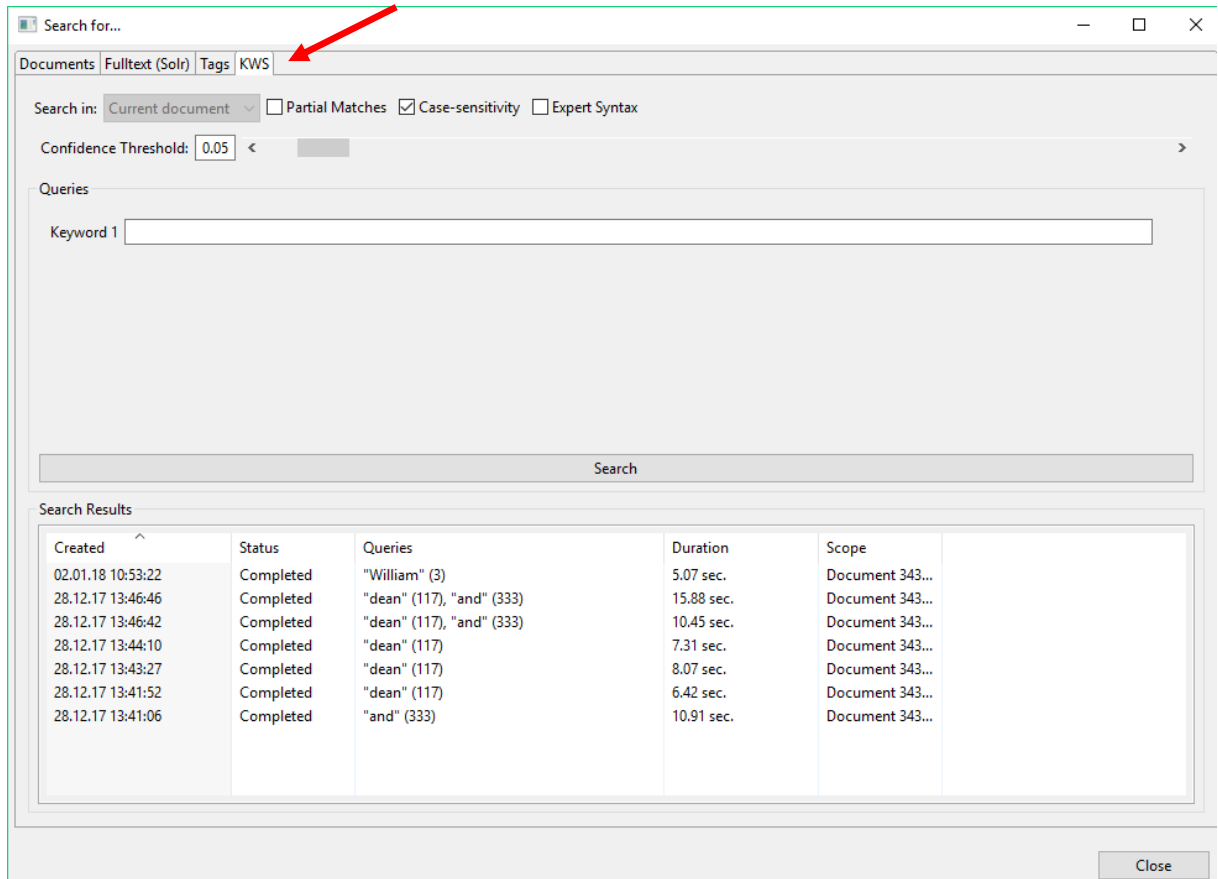 Search for...
Documents Fulltext (Solr) Tags KWS
Search in: Current document Partial Matches Case-sensitivity Expert Syntax
Confidence Threshold: 0.05
Queries
Keyword 1
Search
Search Results
Created Status Queries Duration Scope
02.01.18 10:53:22 Completed "William" (3) 5.07 sec. Document 343...
28.12.17 13:46:46 Completed "dean" (117), "and" (333) 15.88 sec. Document 343...
28.12.17 13:46:42 Completed "dean" (117), "and" (333) 10.45 sec. Document 343...
28.12.17 13:44:10 Completed "dean" (117) 7.31 sec. Document 343...
28.12.17 13:43:27 Completed "dean" (117) 8.07 sec. Document 343...
28.12.17 13:41:52 Completed "dean" (117) 6.42 sec. Document 343...
28.12.17 13:41:06 Completed "and" (333) 10.91 sec. Document 343...
Close